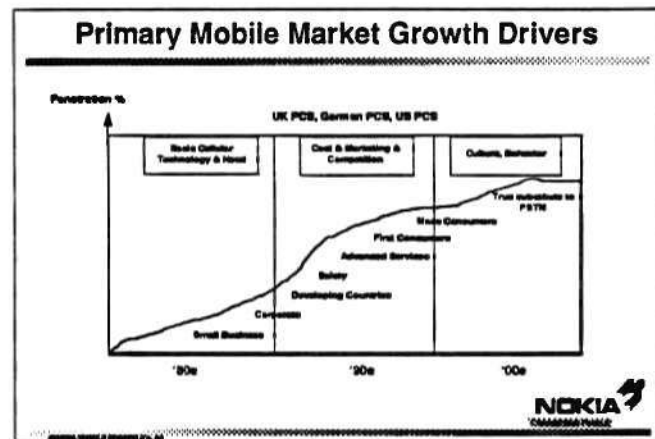 Primary Mobile Market Growth Drivers
Penetration %
UK PCS, German PCS, US PCS
Basic Cellular
Technology & Need
Cost & Marketing &
Competition
Culture, Behavior
True substitute to
PSTN
Mass Consumers
First Consumers
Advanced Services
Safety
Developing Countries
Corporate
Small Business
'80s
'90s
'00s
NOKIA